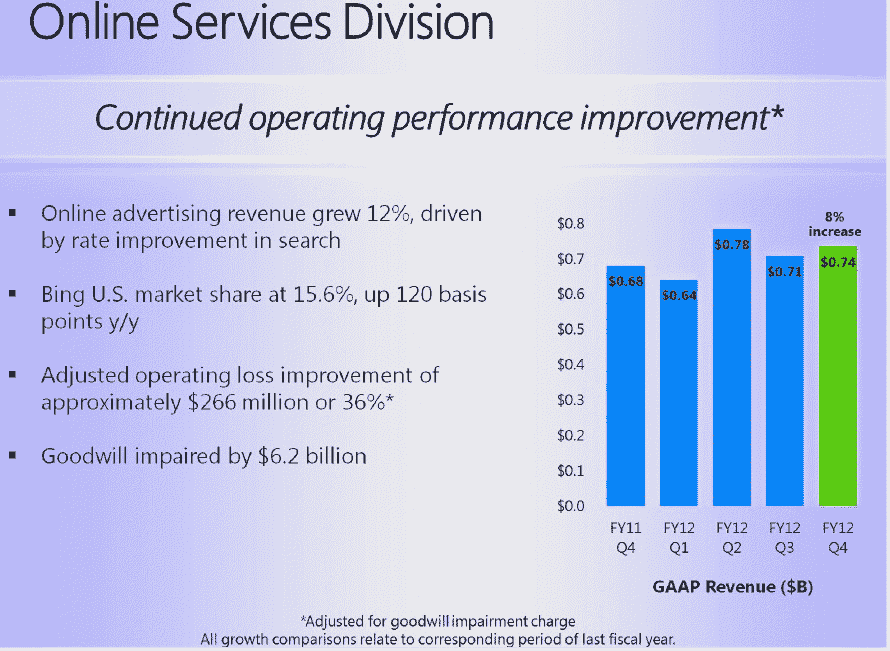 Online Services Division
Continued operating performance improvement*
▪ Online advertising revenue grew 12%, driven
by rate improvement in search
▪ Bing U.S. market share at 15.6%, up 120 basis
points y/y
▪ Adjusted operating loss improvement of
approximately $266 million or 36%*
▪ Goodwill impaired by $6.2 billion
8%
increase
$0.8
$0.7
$0.6
$0.5
$0.4
$0.3
$0.2
$0.1
$0.0
$0.68
$0.64
$0.78
$0.71
$0.74
FY11 FY12 FY12 FY12 FY12
Q4 Q1 Q2 Q3 Q4
GAAP Revenue ($B)
*Adjusted for goodwill impairment charge
All growth comparisons relate to corresponding period of last fiscal year.